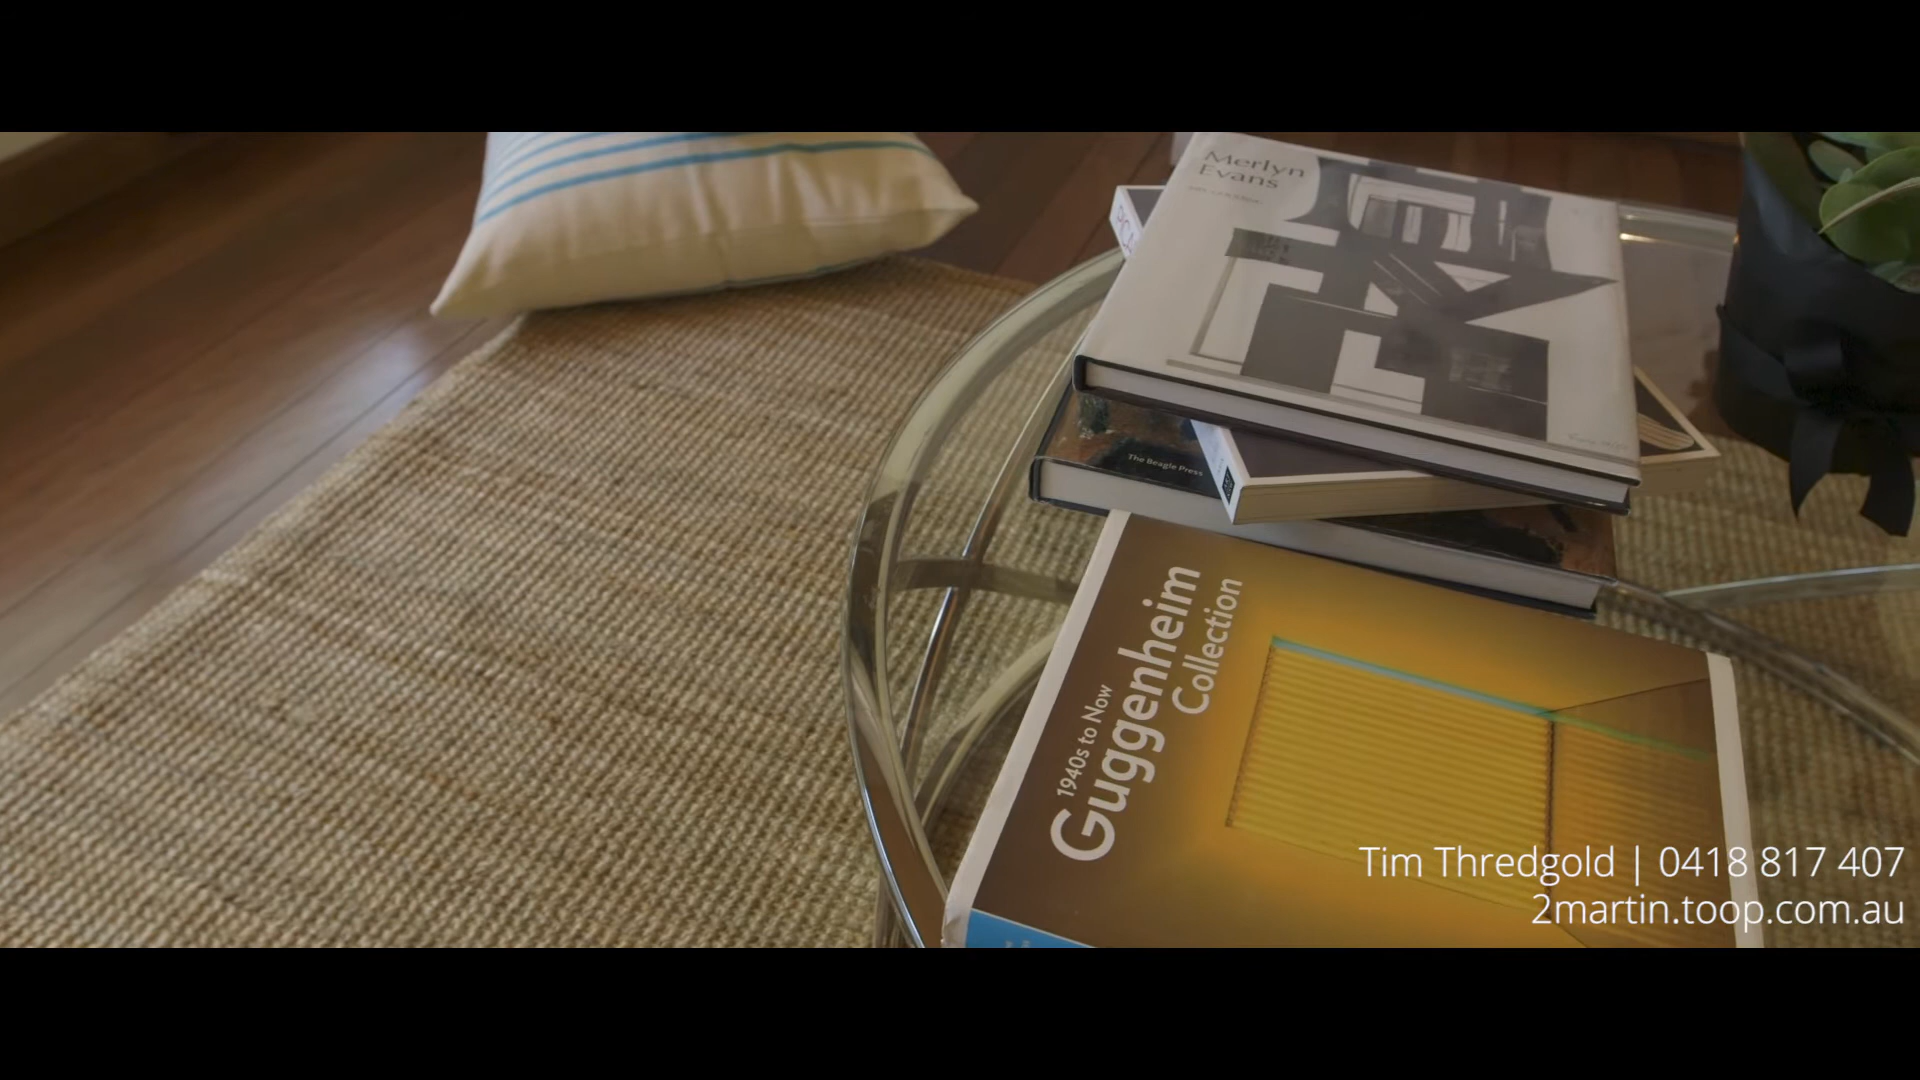 Merlyn
Evans
The Beagle Press
1940s to Now
Guggenheim
Collection
Tim Thredgold | 0418 817 407
2martin.toop.com.au